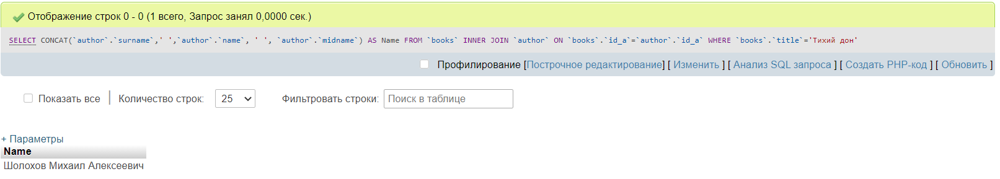 Отображение строк 0 - 0 (1 всего, Запрос занял 0,0000 сек.)
SELECT CONCAT(`author`.`surname`,' ',`author`.`name`, ' ', `author`.`midname`) AS Name FROM `books` INNER JOIN `author` ON `books`.`id_a`=`author`.`id_a` WHERE `books`.`title`='Тихий дон'
Профилирование [Построчное редактирование] [ Изменить ] [ Анализ SQL запроса ] [ Создать PHP-код ] [ Обновить ]
Показать все | Количество строк: 25 Фильтровать строки: Поиск в таблице
+ Параметры
Name
Шолохов Михаил Алексеевич